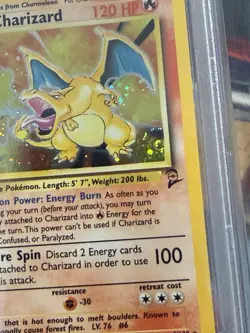 from Charmeleon Put
Charizard 120 HP
Pokémon. Length: 5' 7", Weight: 200 lbs.
on Power: Energy Burn As often as you
ng your turn (before your attack), you may turn
attached to Charizard into Energy for the
n. This power can't be used if Charizard is
Confused, or Paralyzed.
re Spin Discard 2 Energy cards
ttached to Charizard in order to use 100
is attack.
resistance retreat cost
-30
that is hot enough to melt boulders. Known to
nally cause forest fires. LV. 76 #6